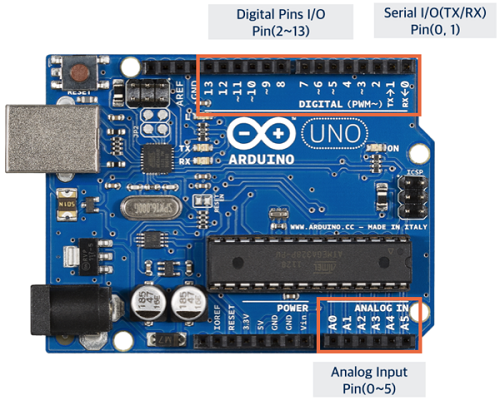 Digital Pins I/O
Pin(2~13)
Serial I/O(TX/RX)
Pin(0, 1)
RESET
AREF
GND
13
12
~11
~10
~9
8
7
~6
~5
4
~3
2
TX→1
RX←0
DIGITAL (PWM~)
UNO
ARDUINO
TX
RX
ON
ICSP
WWW.ARDUINO.CC - MADE IN ITALY
POWER
ANALOG IN
IOREF
RESET
3.3V
5V
GND
GND
Vin
A0
A1
A2
A3
A4
A5
Analog Input
Pin(0~5)